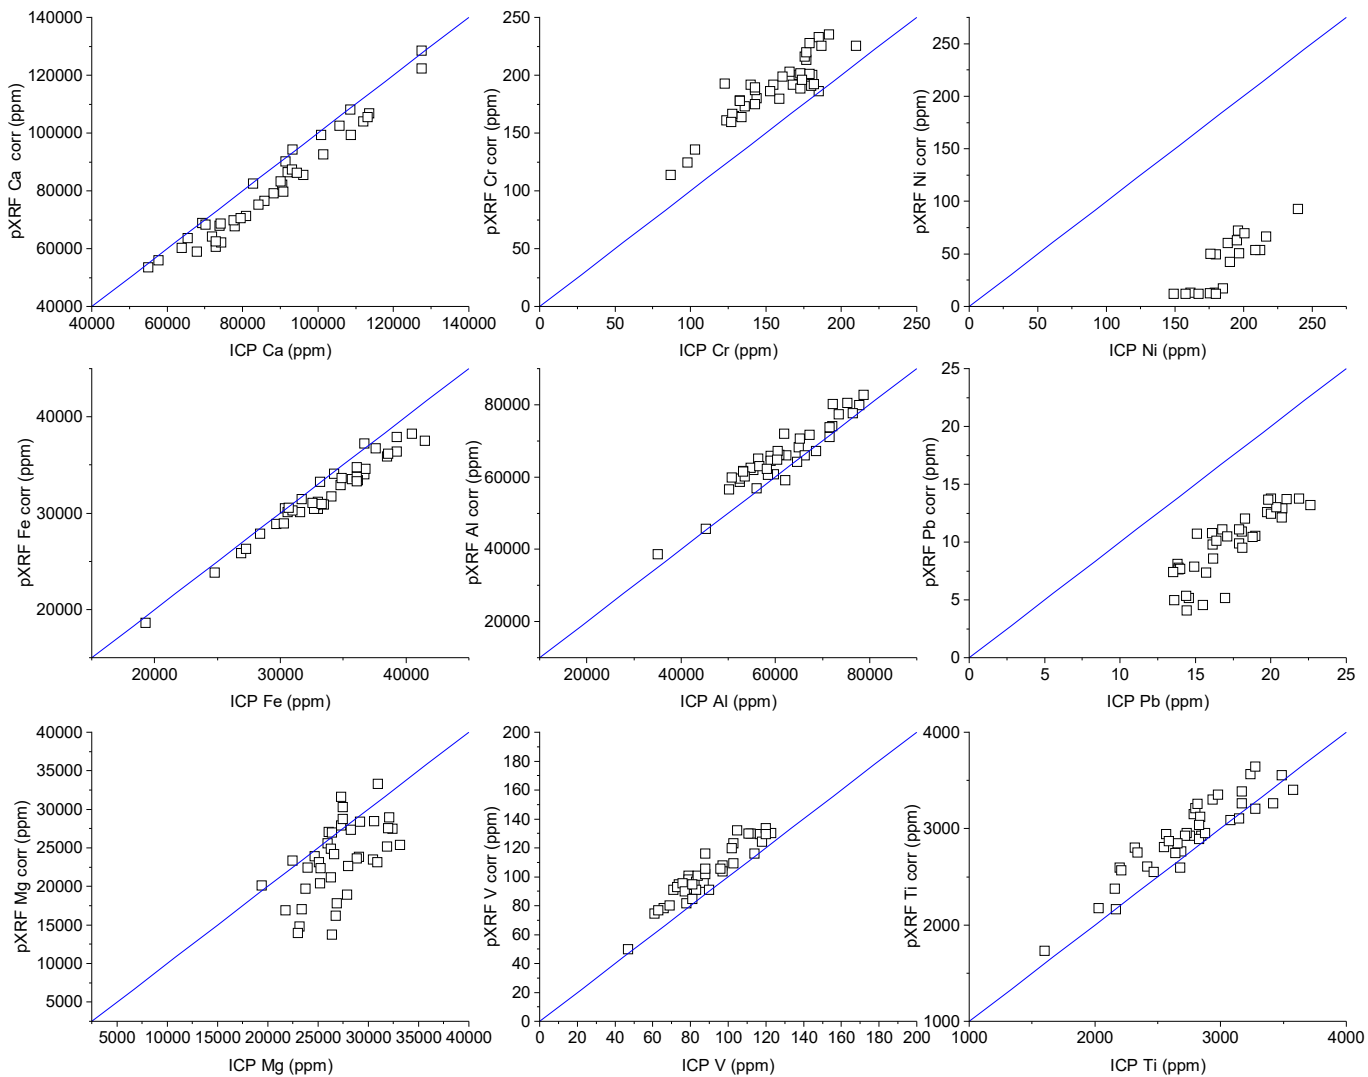 140000
120000
100000
80000
60000
40000
pXRF Ca  corr (ppm)
40000 60000 80000 100000 120000 140000
ICP Ca (ppm)
250
200
150
100
50
0
pXRF Cr corr (ppm)
0 50 100 150 200 250
ICP Cr (ppm)
250
200
150
100
50
0
pXRF Ni corr (ppm)
0 50 100 150 200 250
ICP Ni (ppm)
40000
30000
20000
pXRF Fe corr (ppm)
20000 30000 40000
ICP Fe (ppm)
80000
60000
40000
20000
pXRF Al corr (ppm)
20000 40000 60000 80000
ICP Al (ppm)
25
20
15
10
5
0
pXRF Pb corr (ppm)
0 5 10 15 20 25
ICP Pb (ppm)
40000
35000
30000
25000
20000
15000
10000
5000
pXRF Mg corr (ppm)
5000 10000 15000 20000 25000 30000 35000 40000
ICP Mg (ppm)
200
180
160
140
120
100
80
60
40
20
0
pXRF V corr (ppm)
0 20 40 60 80 100 120 140 160 180 200
ICP V (ppm)
4000
3000
2000
1000
pXRF Ti corr (ppm)
1000 2000 3000 4000
ICP Ti (ppm)